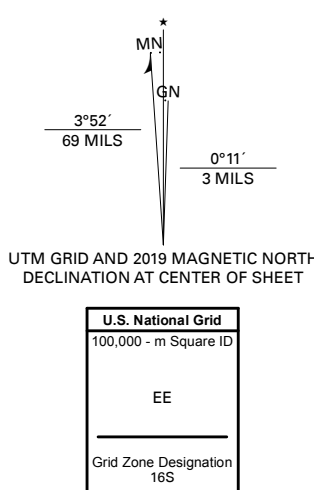 ★
MN
GN
3°52´
69 MILS
0°11´
3 MILS
UTM GRID AND 2019 MAGNETIC NORTH
DECLINATION AT CENTER OF SHEET
U.S. National Grid
100,000 - m Square ID
EE
Grid Zone Designation
16S